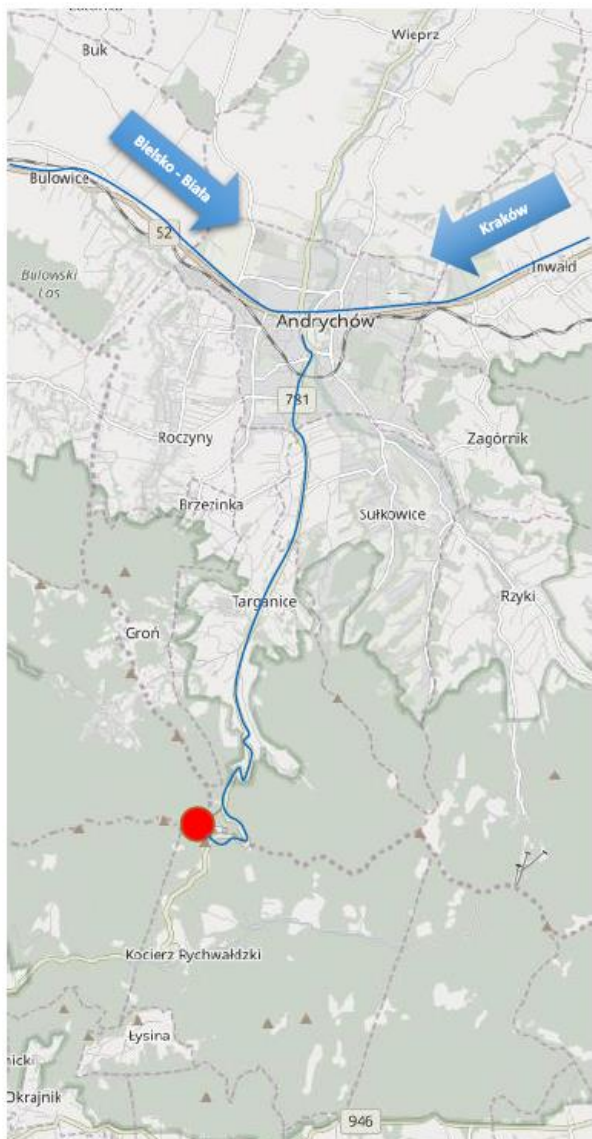 Wieprz
Buk
Bielsko - Biała
Bulowice
52
Kraków
Inwałd
Bulowski
Las
Andrychów
781
Roczyny
Zagórnik
Brzezinka
Sułkowice
Targanice
Rzyki
Groń
Kocierz Rychwałdzki
Łysina
nicki
Okrajnik
946